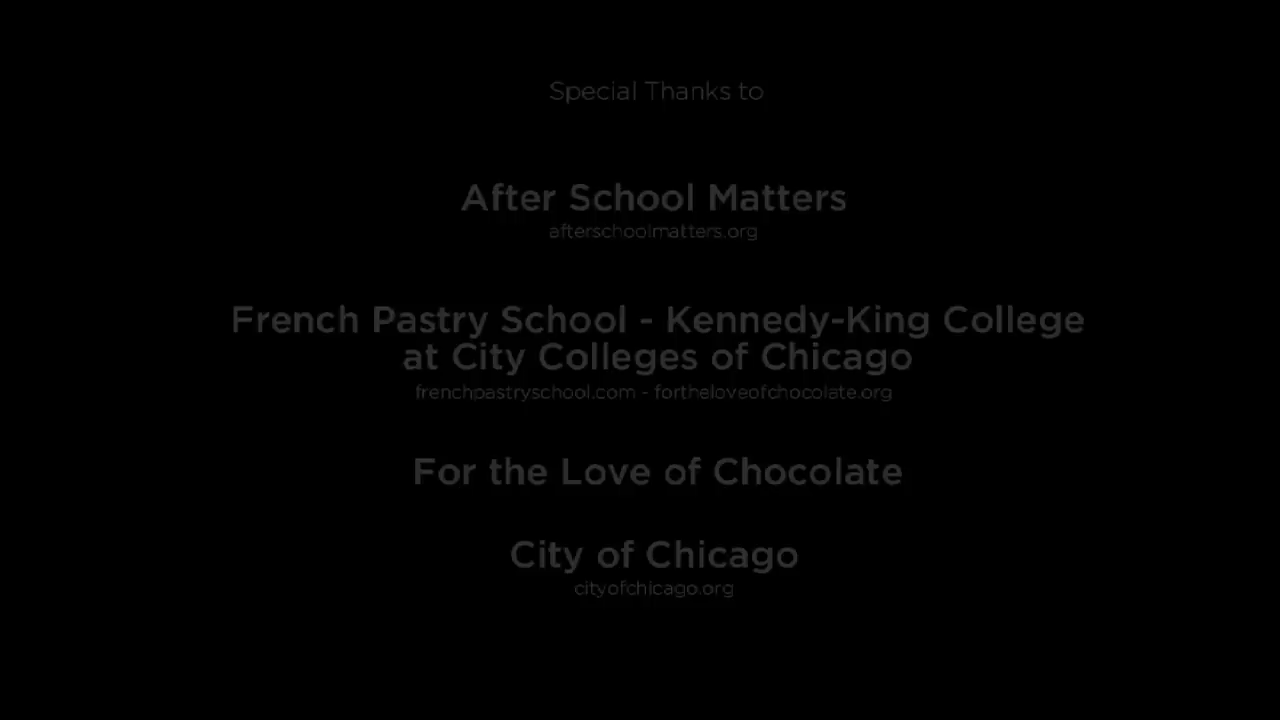 Special Thanks to
After School Matters
afterschoolmatters.org
French Pastry School - Kennedy-King College
at City Colleges of Chicago
frenchpastryschool.com - fortheloveofchocolate.org
For the Love of Chocolate
City of Chicago
cityofchicago.org